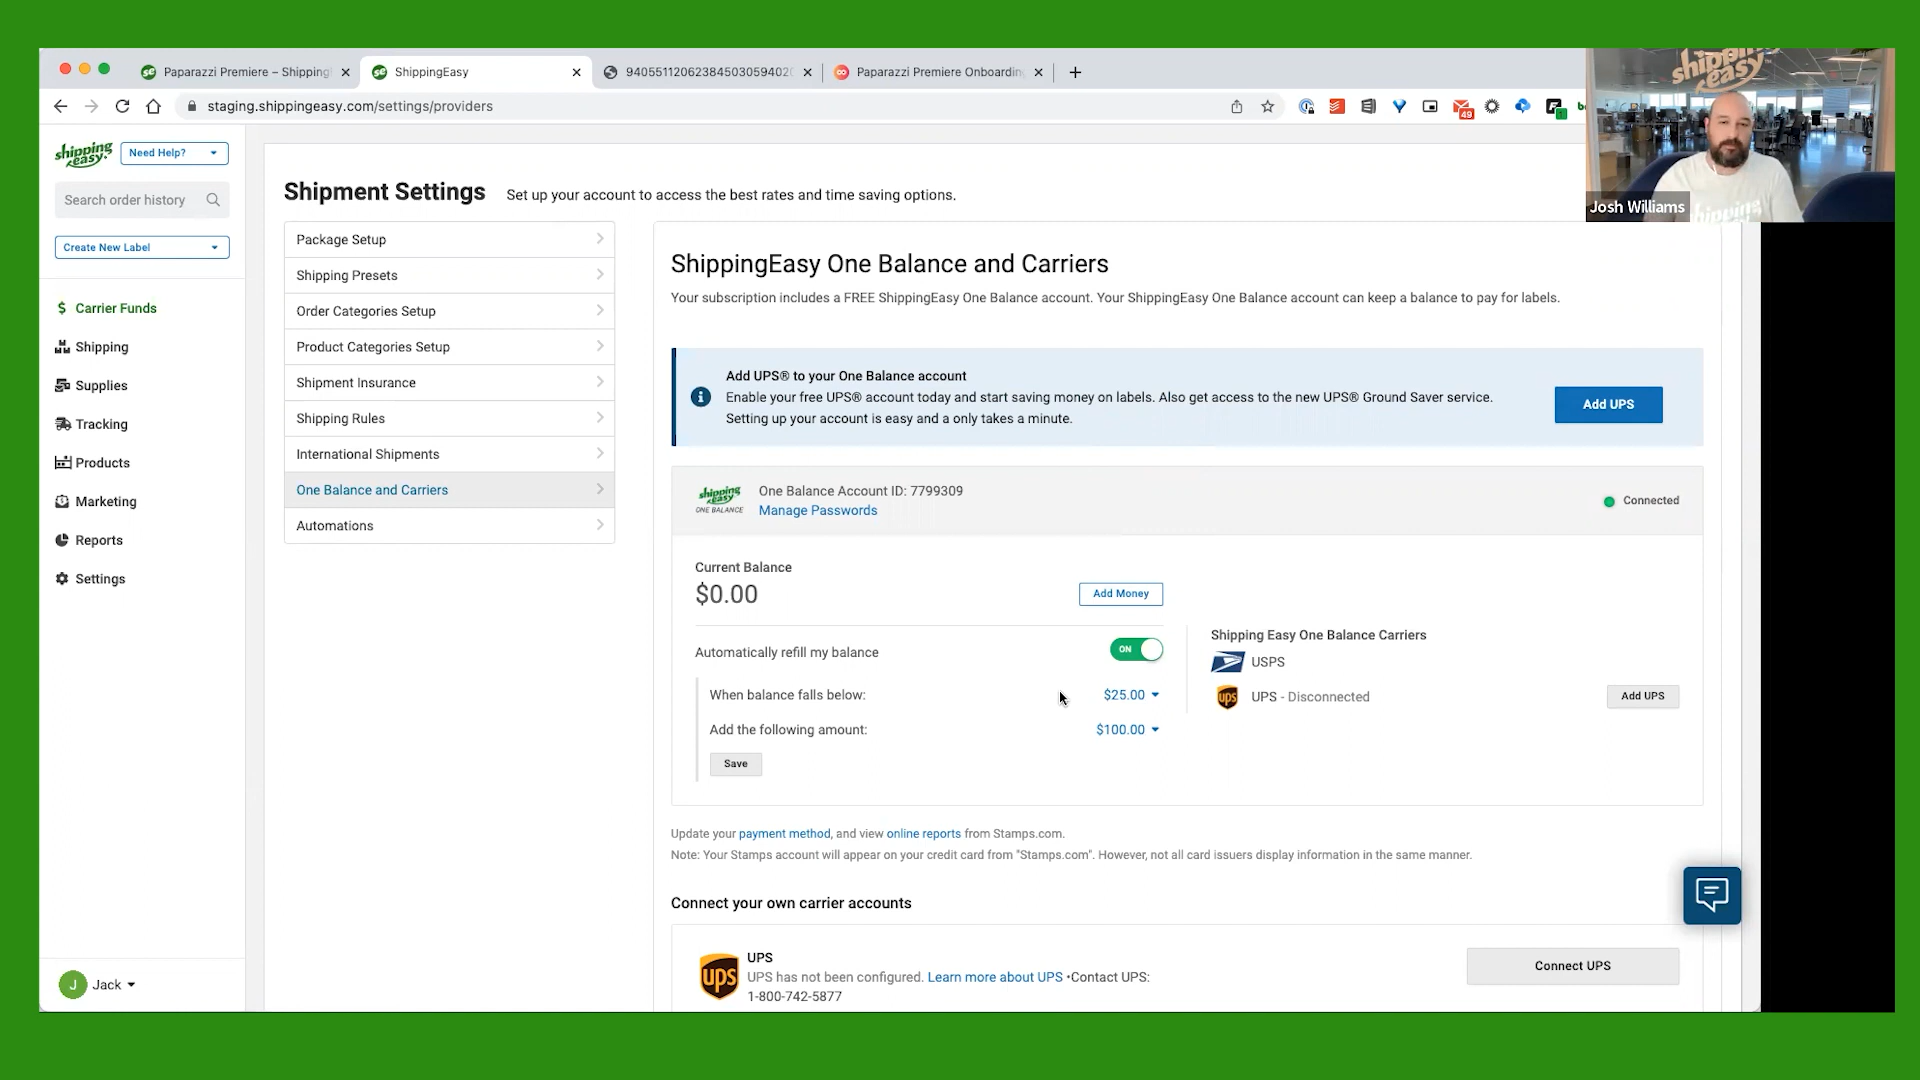 Paparazzi Premiere – Shipping
ShippingEasy
940551120623845030594020
Paparazzi Premiere Onboarding
staging.shippingeasy.com/settings/providers
49
1
shipping easy
Josh Williams
shipping easy
Need Help?
Search order history
Create New Label
Carrier Funds
Shipping
Supplies
Tracking
Products
Marketing
Reports
Settings
J
Jack
Shipment Settings
Set up your account to access the best rates and time saving options.
Package Setup
Shipping Presets
Order Categories Setup
Product Categories Setup
Shipment Insurance
Shipping Rules
International Shipments
One Balance and Carriers
Automations
ShippingEasy One Balance and Carriers
Your subscription includes a FREE ShippingEasy One Balance account. Your ShippingEasy One Balance account can keep a balance to pay for labels.
Add UPS® to your One Balance account
Enable your free UPS® account today and start saving money on labels. Also get access to the new UPS® Ground Saver service.
Setting up your account is easy and a only takes a minute.
Add UPS
shipping easy
ONE BALANCE
One Balance Account ID: 7799309
Manage Passwords
Connected
Current Balance
$0.00
Add Money
Automatically refill my balance
ON
When balance falls below:
$25.00
Add the following amount:
$100.00
Save
Shipping Easy One Balance Carriers
USPS
ups
UPS - Disconnected
Add UPS
Update your payment method, and view online reports from Stamps.com.
Note: Your Stamps account will appear on your credit card from "Stamps.com". However, not all card issuers display information in the same manner.
Connect your own carrier accounts
ups
UPS
UPS has not been configured. Learn more about UPS •Contact UPS:
1-800-742-5877
Connect UPS